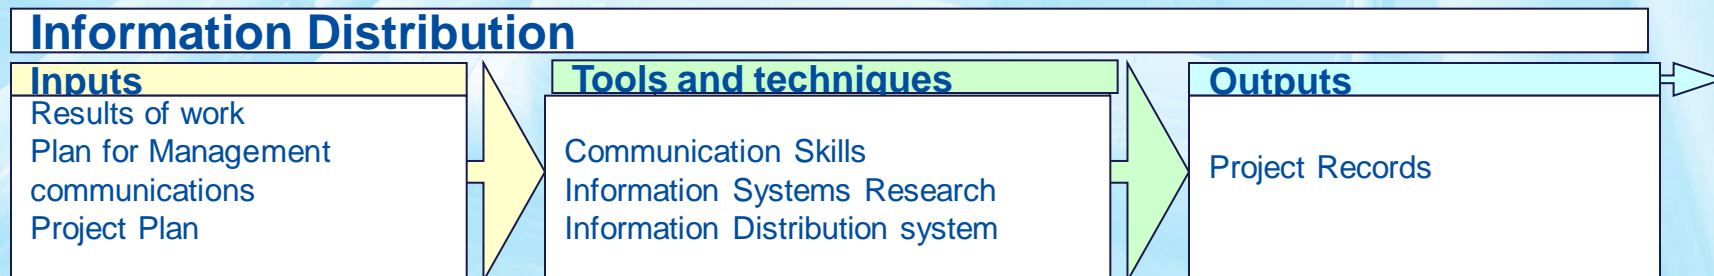 Information Distribution
Inputs
Results of work
Plan for Management
communications
Project Plan
Tools and techniques
Communication Skills
Information Systems Research
Information Distribution system
Outputs
Project Records